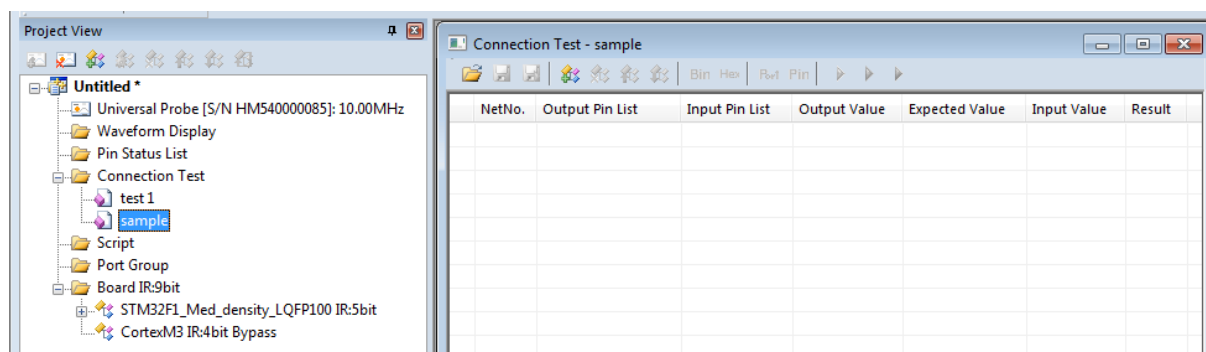 Project View
Untitled *
Universal Probe [S/N HM540000085]: 10.00MHz
Waveform Display
Pin Status List
Connection Test
test 1
sample
Script
Port Group
Board IR:9bit
STM32F1_Med_density_LQFP100 IR:5bit
CortexM3 IR:4bit Bypass
Connection Test - sample
Bin Hex Ref Pin
NetNo. Output Pin List Input Pin List Output Value Expected Value Input Value Result